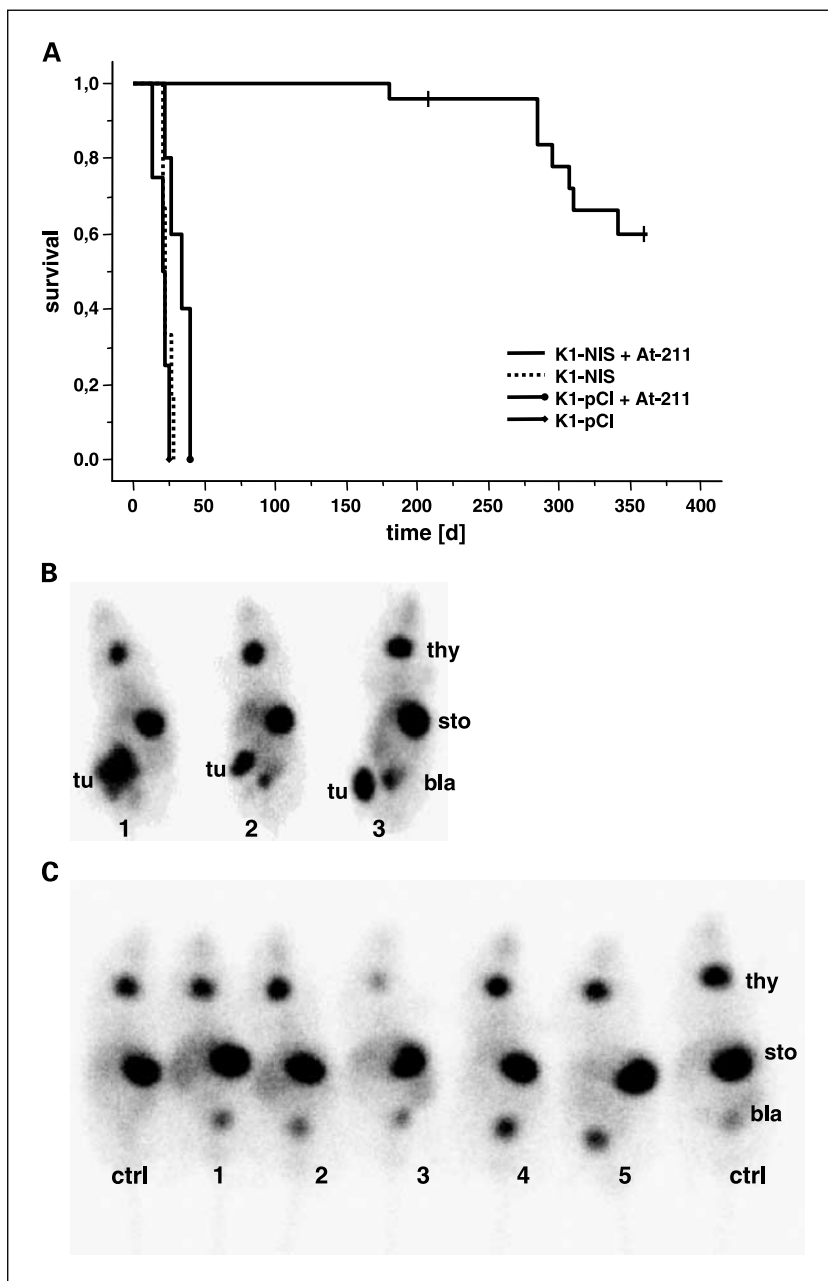 A
1,0
0,8
0,6
0,4
0,2
0.0
survival
0 50 100 150 200 250 300 350 400
time [d]
K1-NIS + At-211
K1-NIS
K1-pCI + At-211
K1-pCI
B
thy
sto
tu tu tu bla
1 2 3
C
thy
sto
bla
ctrl 1 2 3 4 5 ctrl